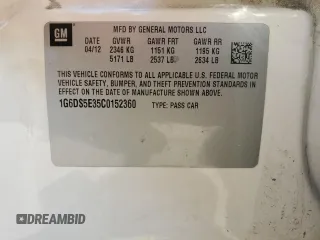 GM
MFD BY GENERAL MOTORS LLC
DATE GVWR GAWR FRT GAWR RR
04/12 2346 KG 1151 KG 1195 KG
5171 LB 2537 LB 2634 LB
THIS VEHICLE CONFORMS TO ALL APPLICABLE U.S. FEDERAL MOTOR
VEHICLE SAFETY, BUMPER, AND THEFT PREVENTION STANDARDS
IN EFFECT ON THE DATE OF MANUFACTURE SHOWN ABOVE.
1G6DS5E35C0152360 TYPE: PASS CAR
DREAMBID